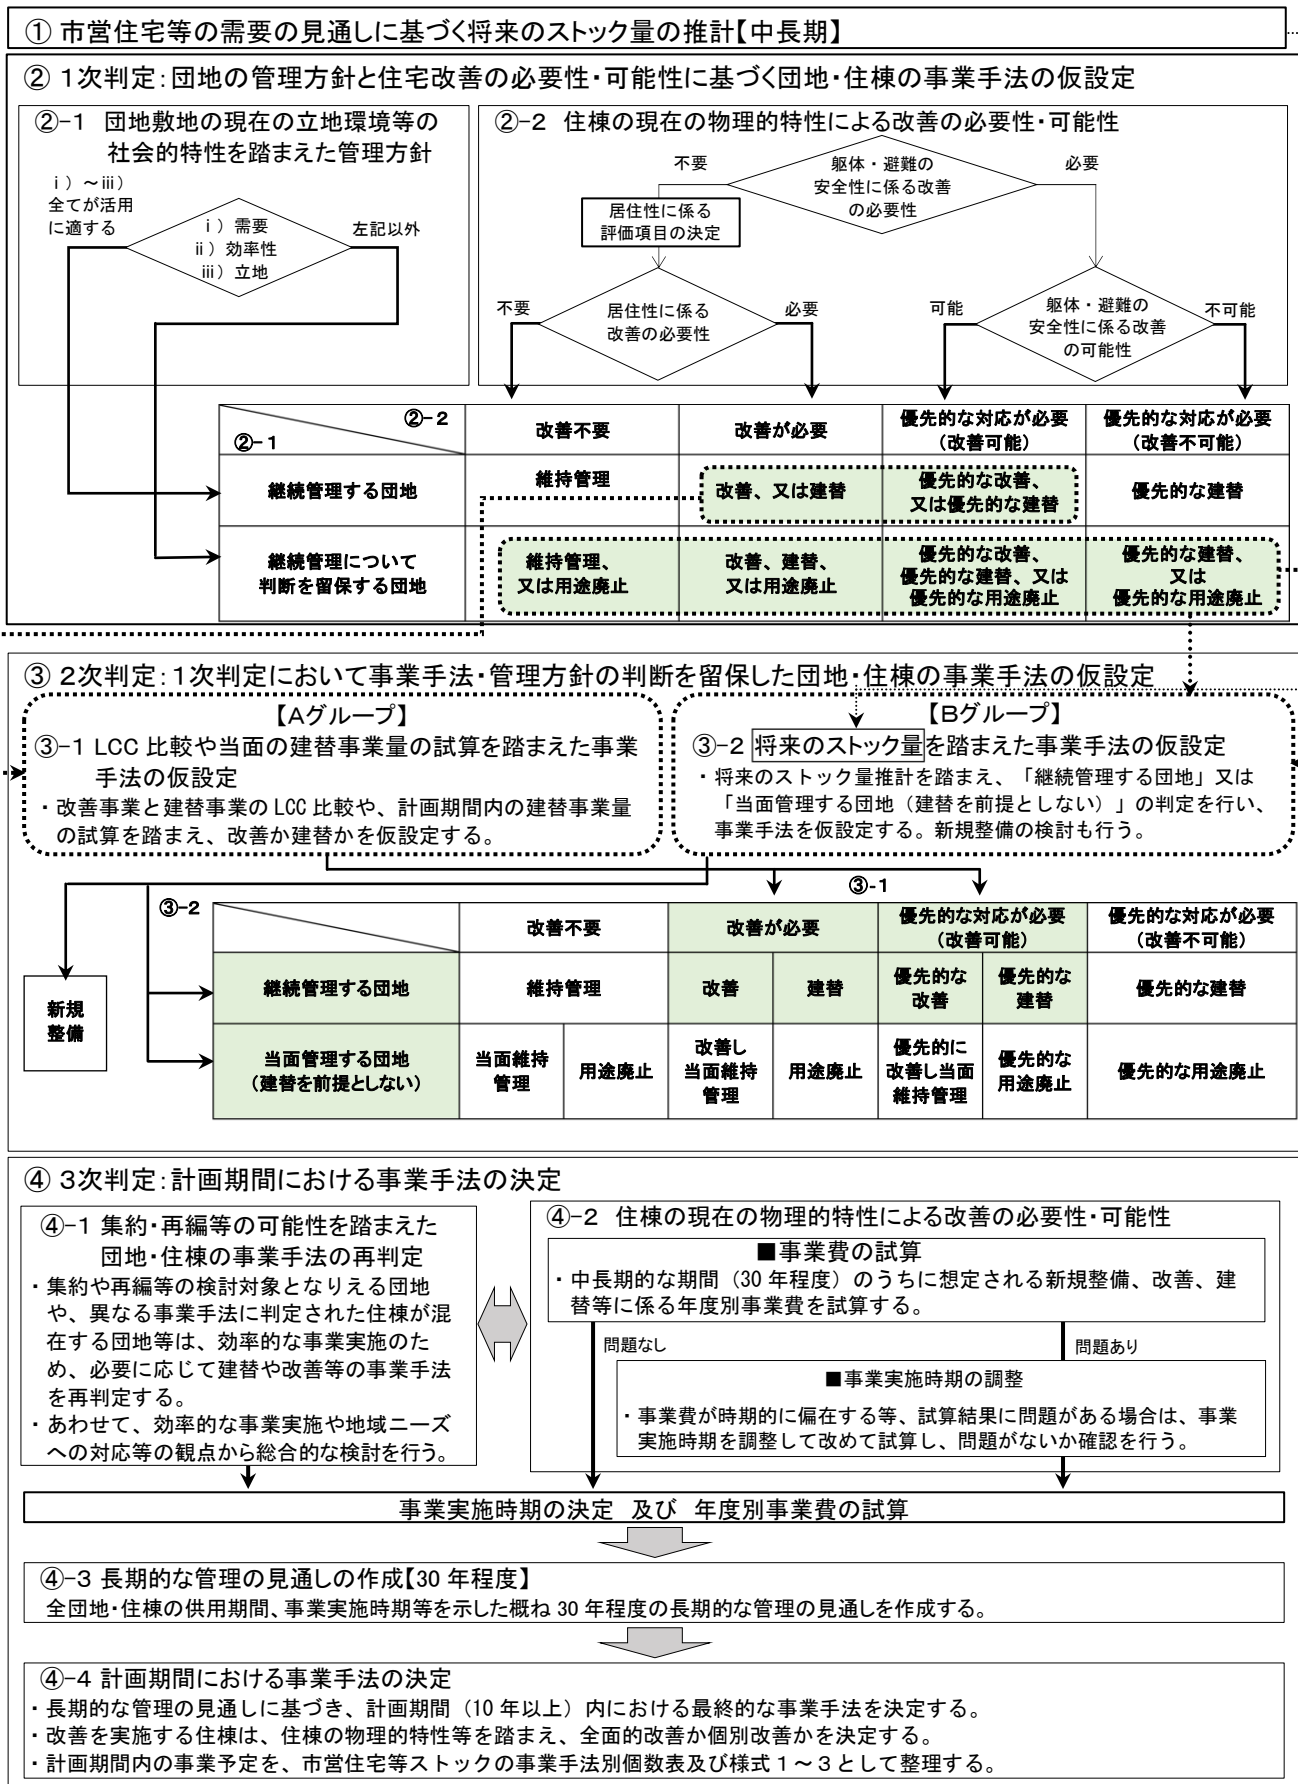 ① 市営住宅等の需要の見通しに基づく将来のストック量の推計【中長期】
② 1次判定：団地の管理方針と住宅改善の必要性・可能性に基づく団地・住棟の事業手法の仮設定
②-1 団地敷地の現在の立地環境等の
社会的特性を踏まえた管理方針
ⅰ）～ⅲ）
全てが活用
に適する
ⅰ）需要
ⅱ）効率性
ⅲ）立地
左記以外
②-2 住棟の現在の物理的特性による改善の必要性・可能性
不要
躯体・避難の
安全性に係る改善
の必要性
必要
居住性に係る
評価項目の決定
不要
居住性に係る
改善の必要性
必要
可能
躯体・避難の
安全性に係る改善
の可能性
不可能
②-2
②-1
改善不要
改善が必要
優先的な対応が必要
（改善可能）
優先的な対応が必要
（改善不可能）
継続管理する団地
維持管理
改善、又は建替
優先的な改善、
又は優先的な建替
優先的な建替
継続管理について
判断を留保する団地
維持管理、
又は用途廃止
改善、建替、
又は用途廃止
優先的な改善、
優先的な建替、又は
優先的な用途廃止
優先的な建替、
又は
優先的な用途廃止
③ 2次判定：1次判定において事業手法・管理方針の判断を留保した団地・住棟の事業手法の仮設定
【Aグループ】
③-1 LCC 比較や当面の建替事業量の試算を踏まえた事業
手法の仮設定
・改善事業と建替事業の LCC 比較や、計画期間内の建替事業量
の試算を踏まえ、改善か建替かを仮設定する。
【Bグループ】
③-2 将来のストック量を踏まえた事業手法の仮設定
・将来のストック量推計を踏まえ、「継続管理する団地」又は
「当面管理する団地（建替を前提としない）」の判定を行い、
事業手法を仮設定する。新規整備の検討も行う。
③-1
③-2
改善不要
改善が必要
優先的な対応が必要
（改善可能）
優先的な対応が必要
（改善不可能）
新規
整備
継続管理する団地
維持管理
改善
建替
優先的な
改善
優先的な
建替
優先的な建替
当面管理する団地
（建替を前提としない）
当面維持
管理
用途廃止
改善し
当面維持
管理
用途廃止
優先的に
改善し当面
維持管理
優先的な
用途廃止
優先的な用途廃止
④ 3次判定：計画期間における事業手法の決定
④-1 集約・再編等の可能性を踏まえた
団地・住棟の事業手法の再判定
・集約や再編等の検討対象となりえる団地
や、異なる事業手法に判定された住棟が混
在する団地等は、効率的な事業実施のた
め、必要に応じて建替や改善等の事業手法
を再判定する。
・あわせて、効率的な事業実施や地域ニーズ
への対応等の観点から総合的な検討を行う。
④-2 住棟の現在の物理的特性による改善の必要性・可能性
■事業費の試算
・中長期的な期間（30 年程度）のうちに想定される新規整備、改善、建
替等に係る年度別事業費を試算する。
問題なし
問題あり
■事業実施時期の調整
・事業費が時期的に偏在する等、試算結果に問題がある場合は、事業
実施時期を調整して改めて試算し、問題がないか確認を行う。
事業実施時期の決定 及び 年度別事業費の試算
④-3 長期的な管理の見通しの作成【30 年程度】
全団地・住棟の供用期間、事業実施時期等を示した概ね 30 年程度の長期的な管理の見通しを作成する。
④-4 計画期間における事業手法の決定
・長期的な管理の見通しに基づき、計画期間（10 年以上）内における最終的な事業手法を決定する。
・改善を実施する住棟は、住棟の物理的特性等を踏まえ、全面的改善か個別改善かを決定する。
・計画期間内の事業予定を、市営住宅等ストックの事業手法別個数表及び様式１～３として整理する。